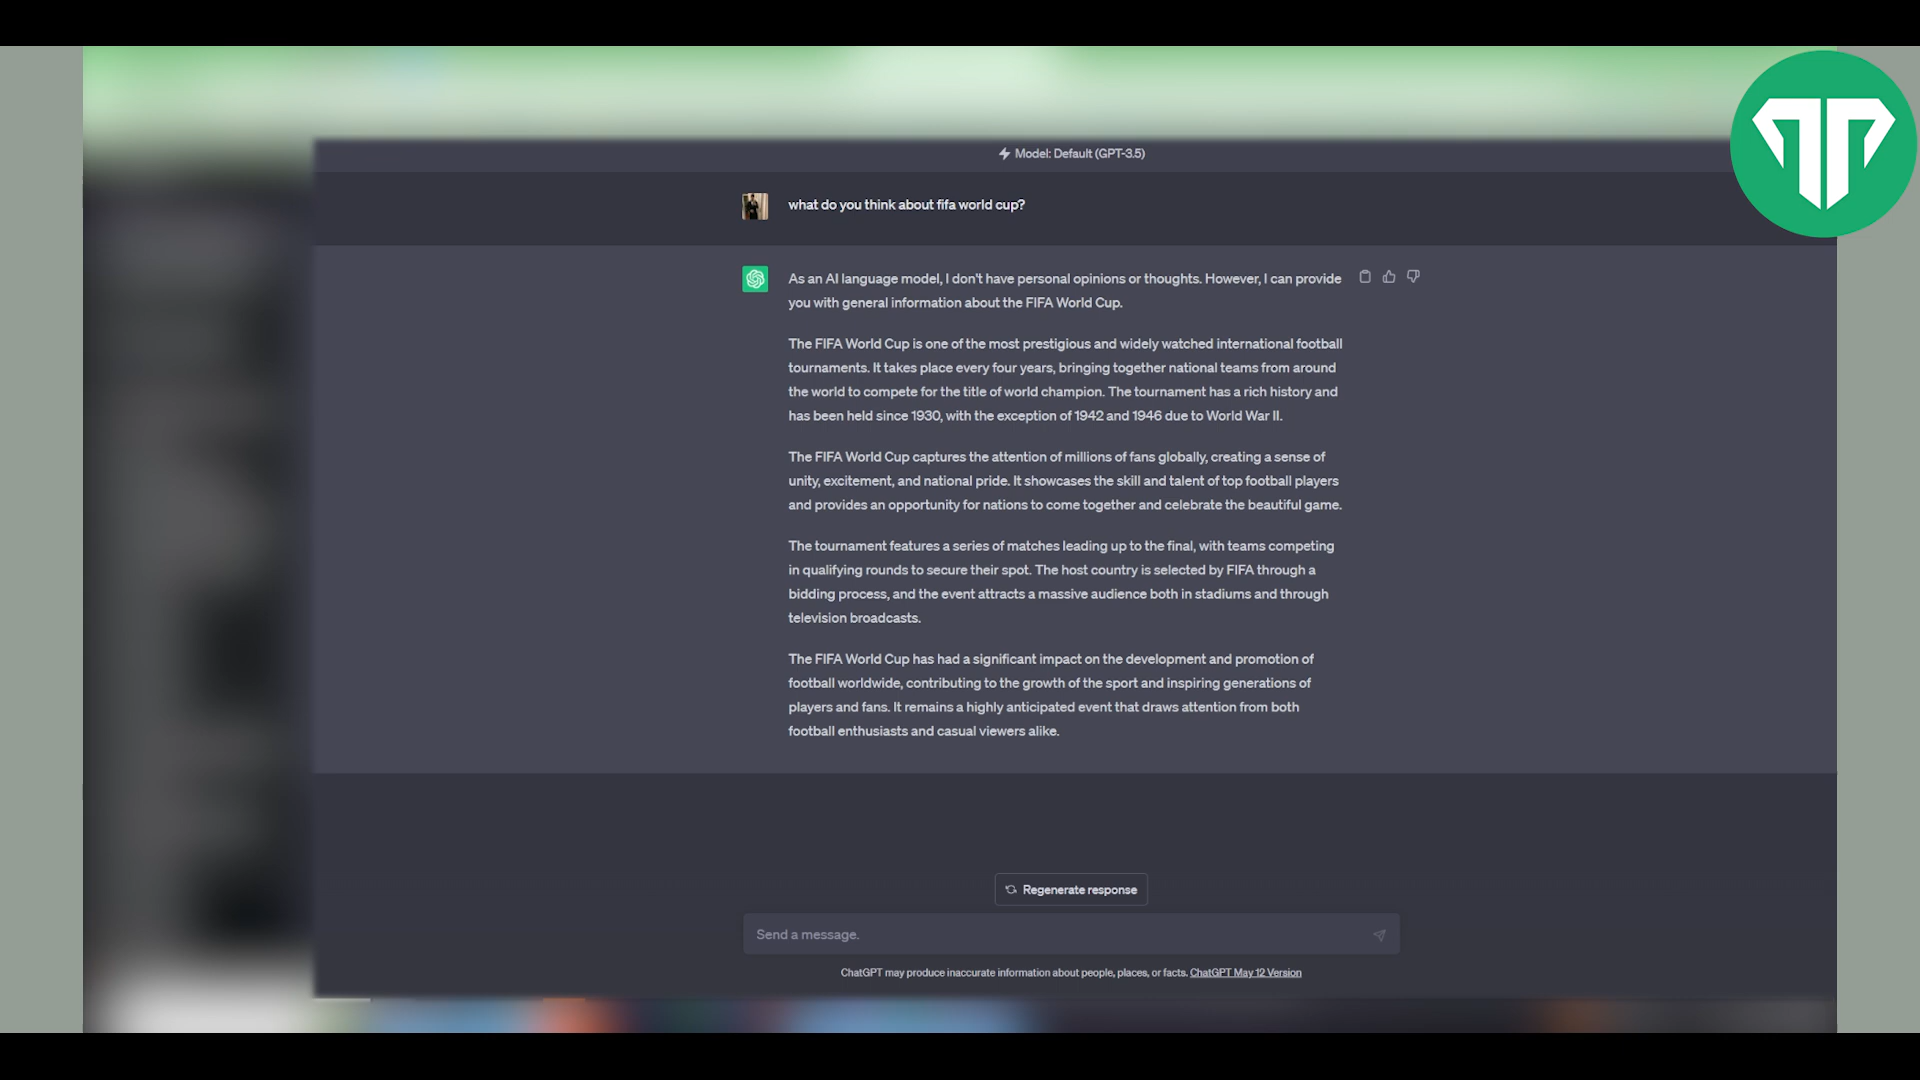 Model: Default (GPT-3.5)
what do you think about fifa world cup?
As an AI language model, I don't have personal opinions or thoughts. However, I can provide
you with general information about the FIFA World Cup.
The FIFA World Cup is one of the most prestigious and widely watched international football
tournaments. It takes place every four years, bringing together national teams from around
the world to compete for the title of world champion. The tournament has a rich history and
has been held since 1930, with the exception of 1942 and 1946 due to World War II.
The FIFA World Cup captures the attention of millions of fans globally, creating a sense of
unity, excitement, and national pride. It showcases the skill and talent of top football players
and provides an opportunity for nations to come together and celebrate the beautiful game.
The tournament features a series of matches leading up to the final, with teams competing
in qualifying rounds to secure their spot. The host country is selected by FIFA through a
bidding process, and the event attracts a massive audience both in stadiums and through
television broadcasts.
The FIFA World Cup has had a significant impact on the development and promotion of
football worldwide, contributing to the growth of the sport and inspiring generations of
players and fans. It remains a highly anticipated event that draws attention from both
football enthusiasts and casual viewers alike.
Regenerate response
Send a message.
ChatGPT may produce inaccurate information about people, places, or facts. ChatGPT May 12 Version